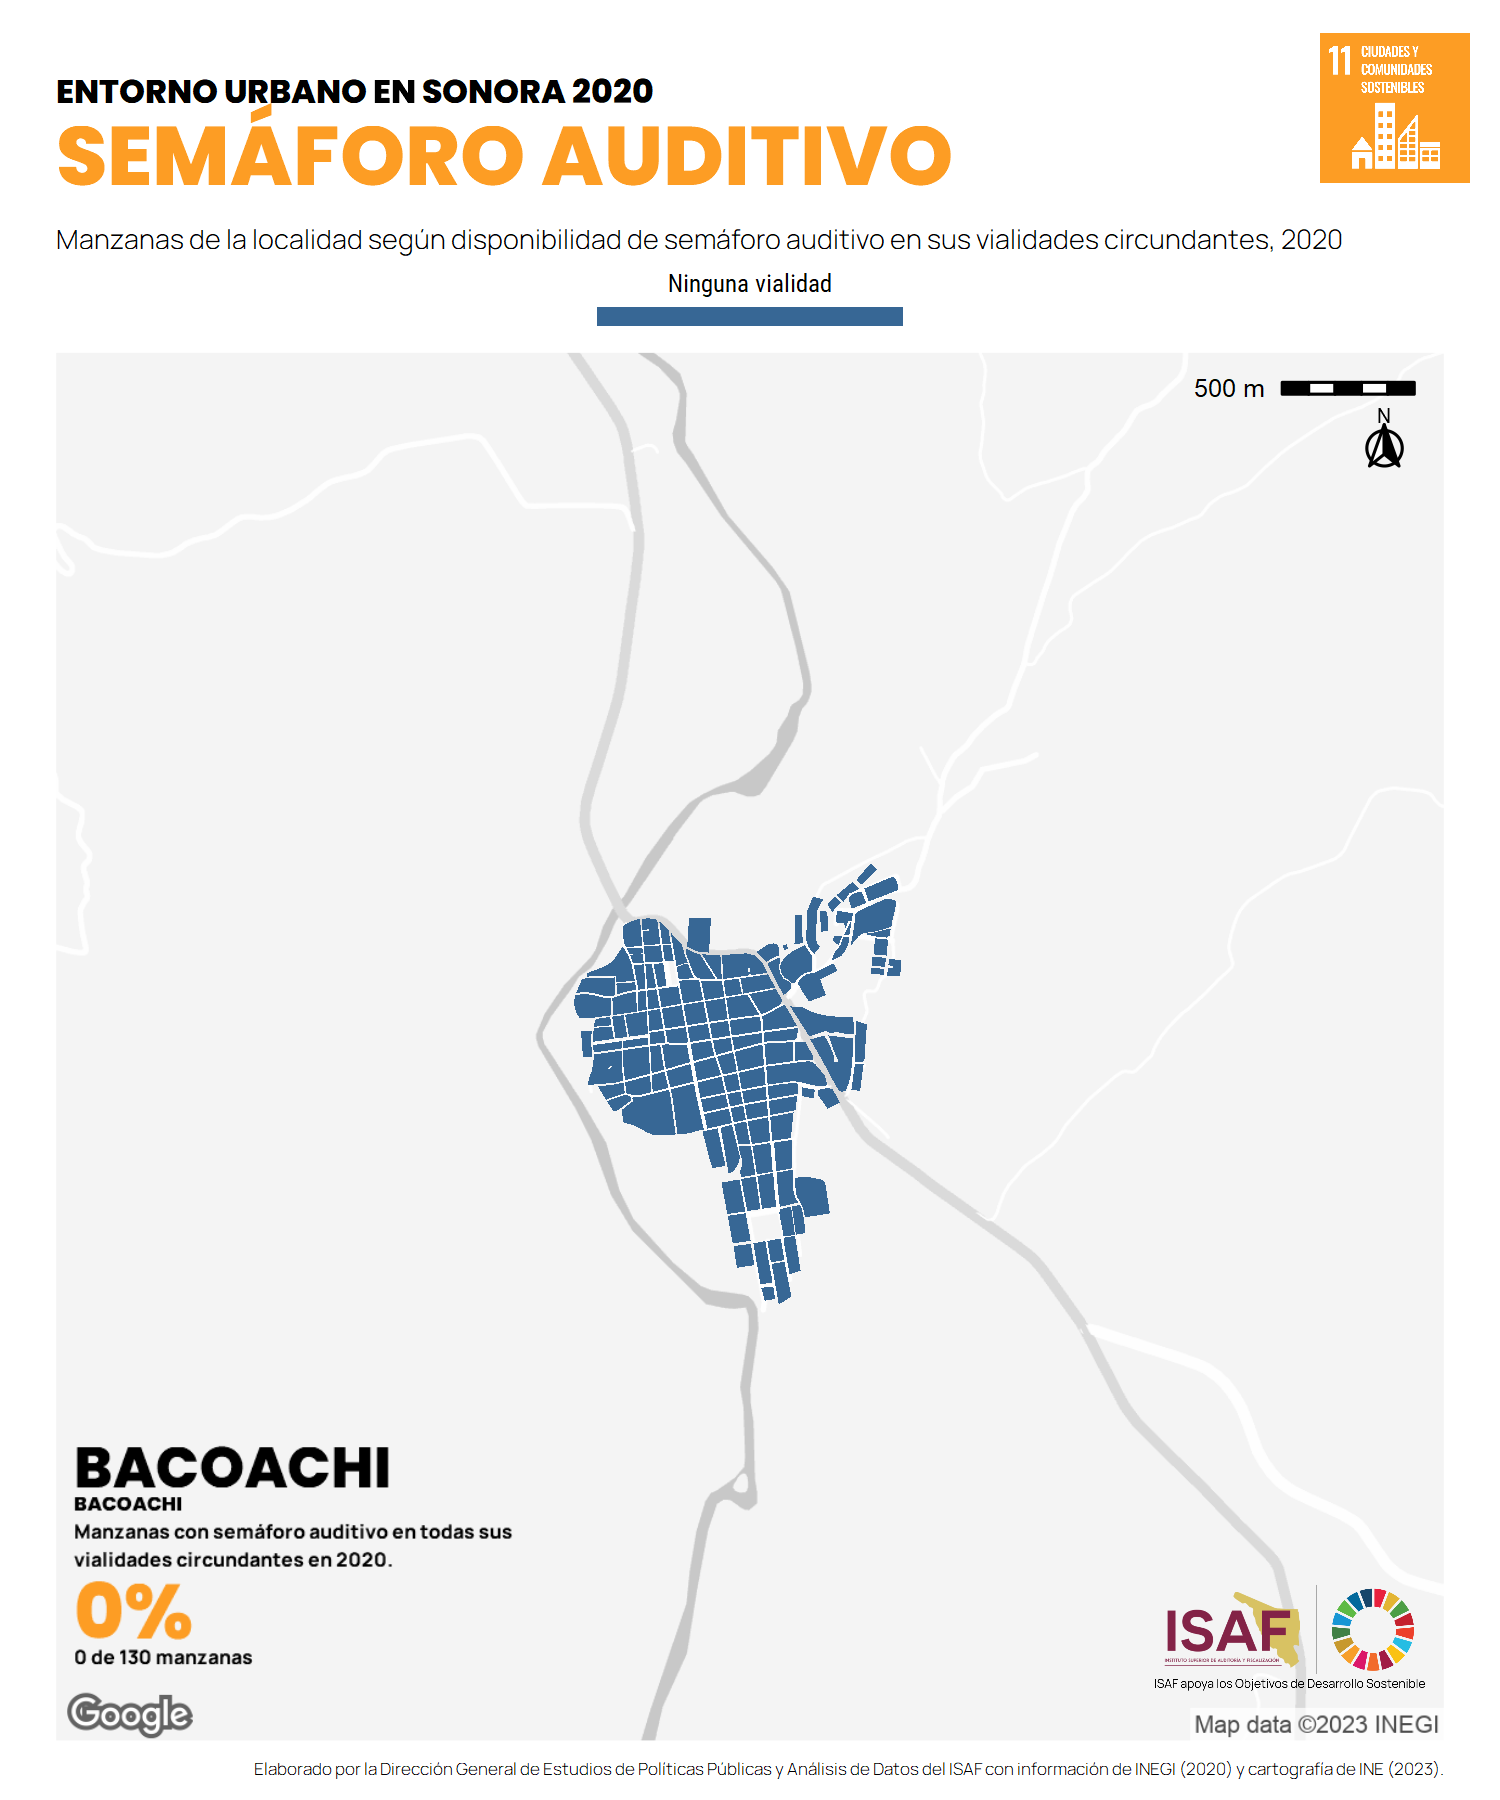 ENTORNO URBANO EN SONORA 2020
SEMÁFORO AUDITIVO
11 CIUDADES Y
COMUNIDADES
SOSTENIBLES
Manzanas de la localidad según disponibilidad de semáforo auditivo en sus vialidades circundantes, 2020
Ninguna vialidad
500 m
N
BACOACHI
BACOACHI
Manzanas con semáforo auditivo en todas sus
vialidades circundantes en 2020.
0%
0 de 130 manzanas
Google
ISAF
INSTITUTO SUPERIOR DE AUDITORÍA Y FISCALIZACIÓN
ISAF apoya los Objetivos de Desarrollo Sostenible
Map data ©2023 INEGI
Elaborado por la Dirección General de Estudios de Políticas Públicas y Análisis de Datos del ISAF con información de INEGI (2020) y cartografía de INE (2023).